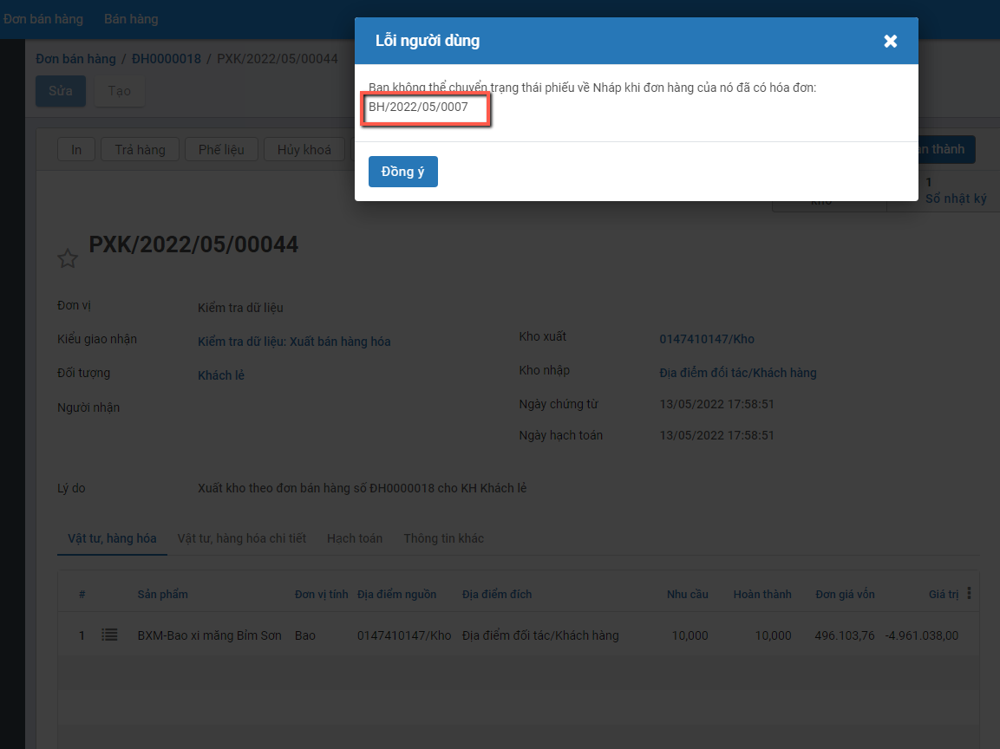 Đơn bán hàng Bán hàng
Lỗi người dùng
Đơn bán hàng / ĐH0000018 / PXK/2022/05/00044
Sửa Tạo
Bạn không thể chuyển trạng thái phiếu về Nháp khi đơn hàng của nó đã có hóa đơn:
BH/2022/05/0007
In Trả hàng Phế liệu Hủy khoá
thành
Đồng ý
1
Sổ nhật ký
kho
PXK/2022/05/00044
Đơn vị Kiểm tra dữ liệu
Kiểu giao nhận Kiểm tra dữ liệu: Xuất bán hàng hóa
Kho xuất 0147410147/Kho
Đối tượng Khách lẻ
Kho nhập Địa điểm đối tác/Khách hàng
Người nhận
Ngày chứng từ 13/05/2022 17:58:51
Ngày hạch toán 13/05/2022 17:58:51
Lý do Xuất kho theo đơn bán hàng số ĐH0000018 cho KH Khách lẻ
Vật tư, hàng hóa Vật tư, hàng hóa chi tiết Hạch toán Thông tin khác
# Sản phẩm Đơn vị tính Địa điểm nguồn Địa điểm đích Nhu cầu Hoàn thành Đơn giá vốn Giá trị
1 BXM-Bao xi măng Bỉm Sơn Bao 0147410147/Kho Địa điểm đối tác/Khách hàng 10,000 10,000 496.103,76 -4.961.038,00